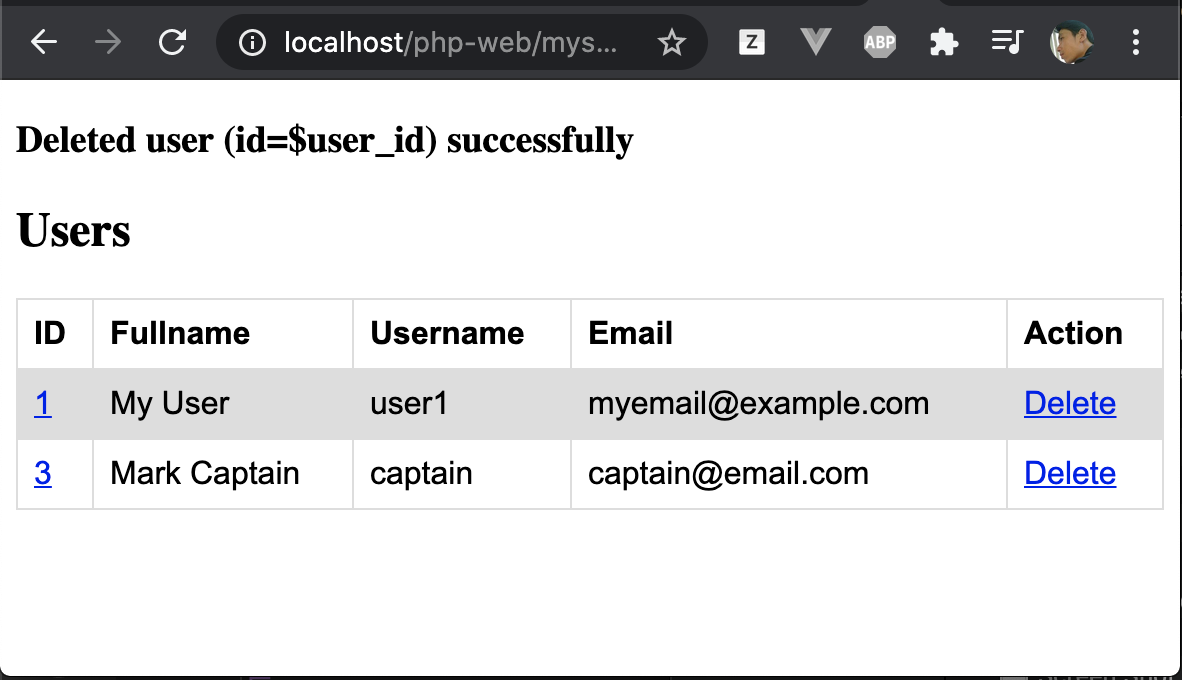 localhost/php-web/mys...
Z
ABP
Deleted user (id=$user_id) successfully
Users
ID Fullname Username Email Action
1 My User user1 myemail@example.com Delete
3 Mark Captain captain captain@email.com Delete